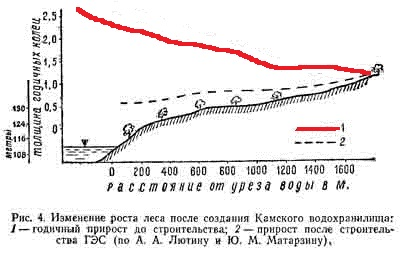 толщина годичных колец
2,5
2,0
1,5
1,0
0,5
0
метры
130
124
116
108
1
2
0 200 400 600 800 1000 1200 1400 1600
Расстояние от уреза воды в м.
Рис. 4. Изменение роста леса после создания Камского водохранилища:
1 — годичный прирост до строительства; 2 — прирост после строитель-
ства ГЭС (по А. А. Лютину и Ю. М. Матарзину),